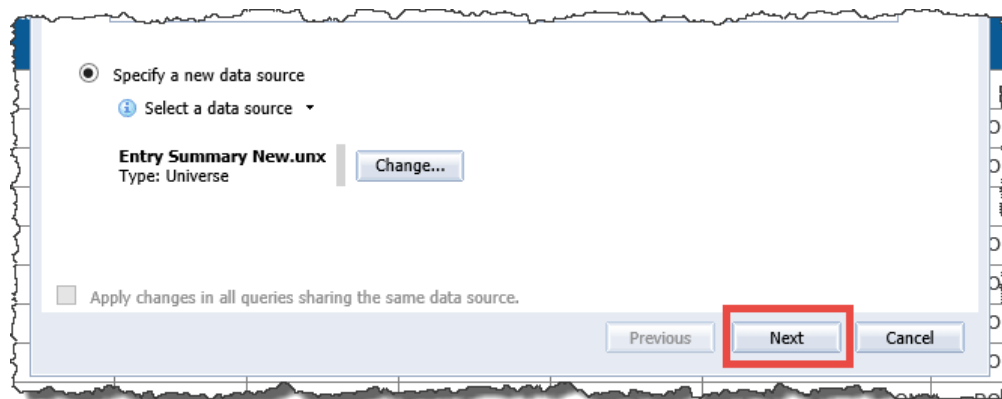 Specify a new data source
Select a data source
Entry Summary New.unx
Type: Universe
Change...
Apply changes in all queries sharing the same data source.
Previous
Next
Cancel